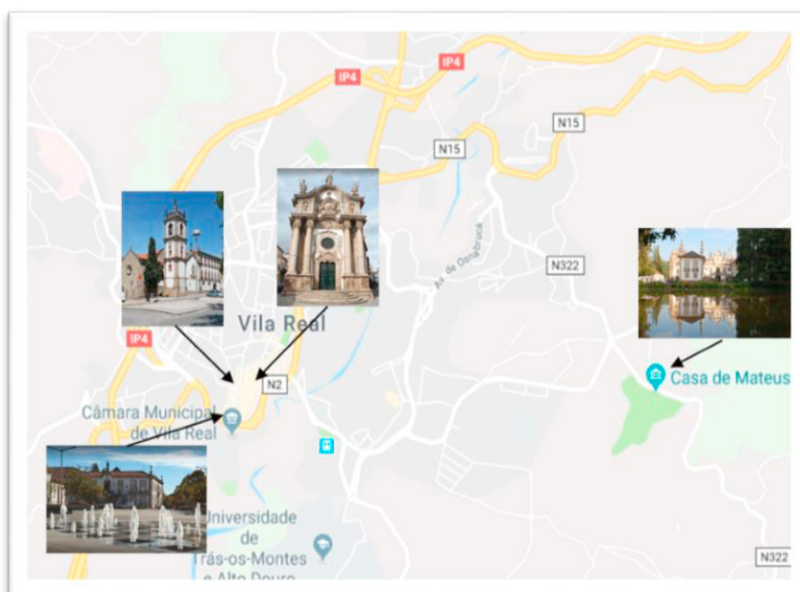 IP4
IP4
N15
N15
Av. de Osnabruck
N322
Vila Real
IP4
N2
Casa de Mateus
Câmara Municipal
de Vila Real
Universidade
de
Trás-os-Montes
e Alto Douro
N322